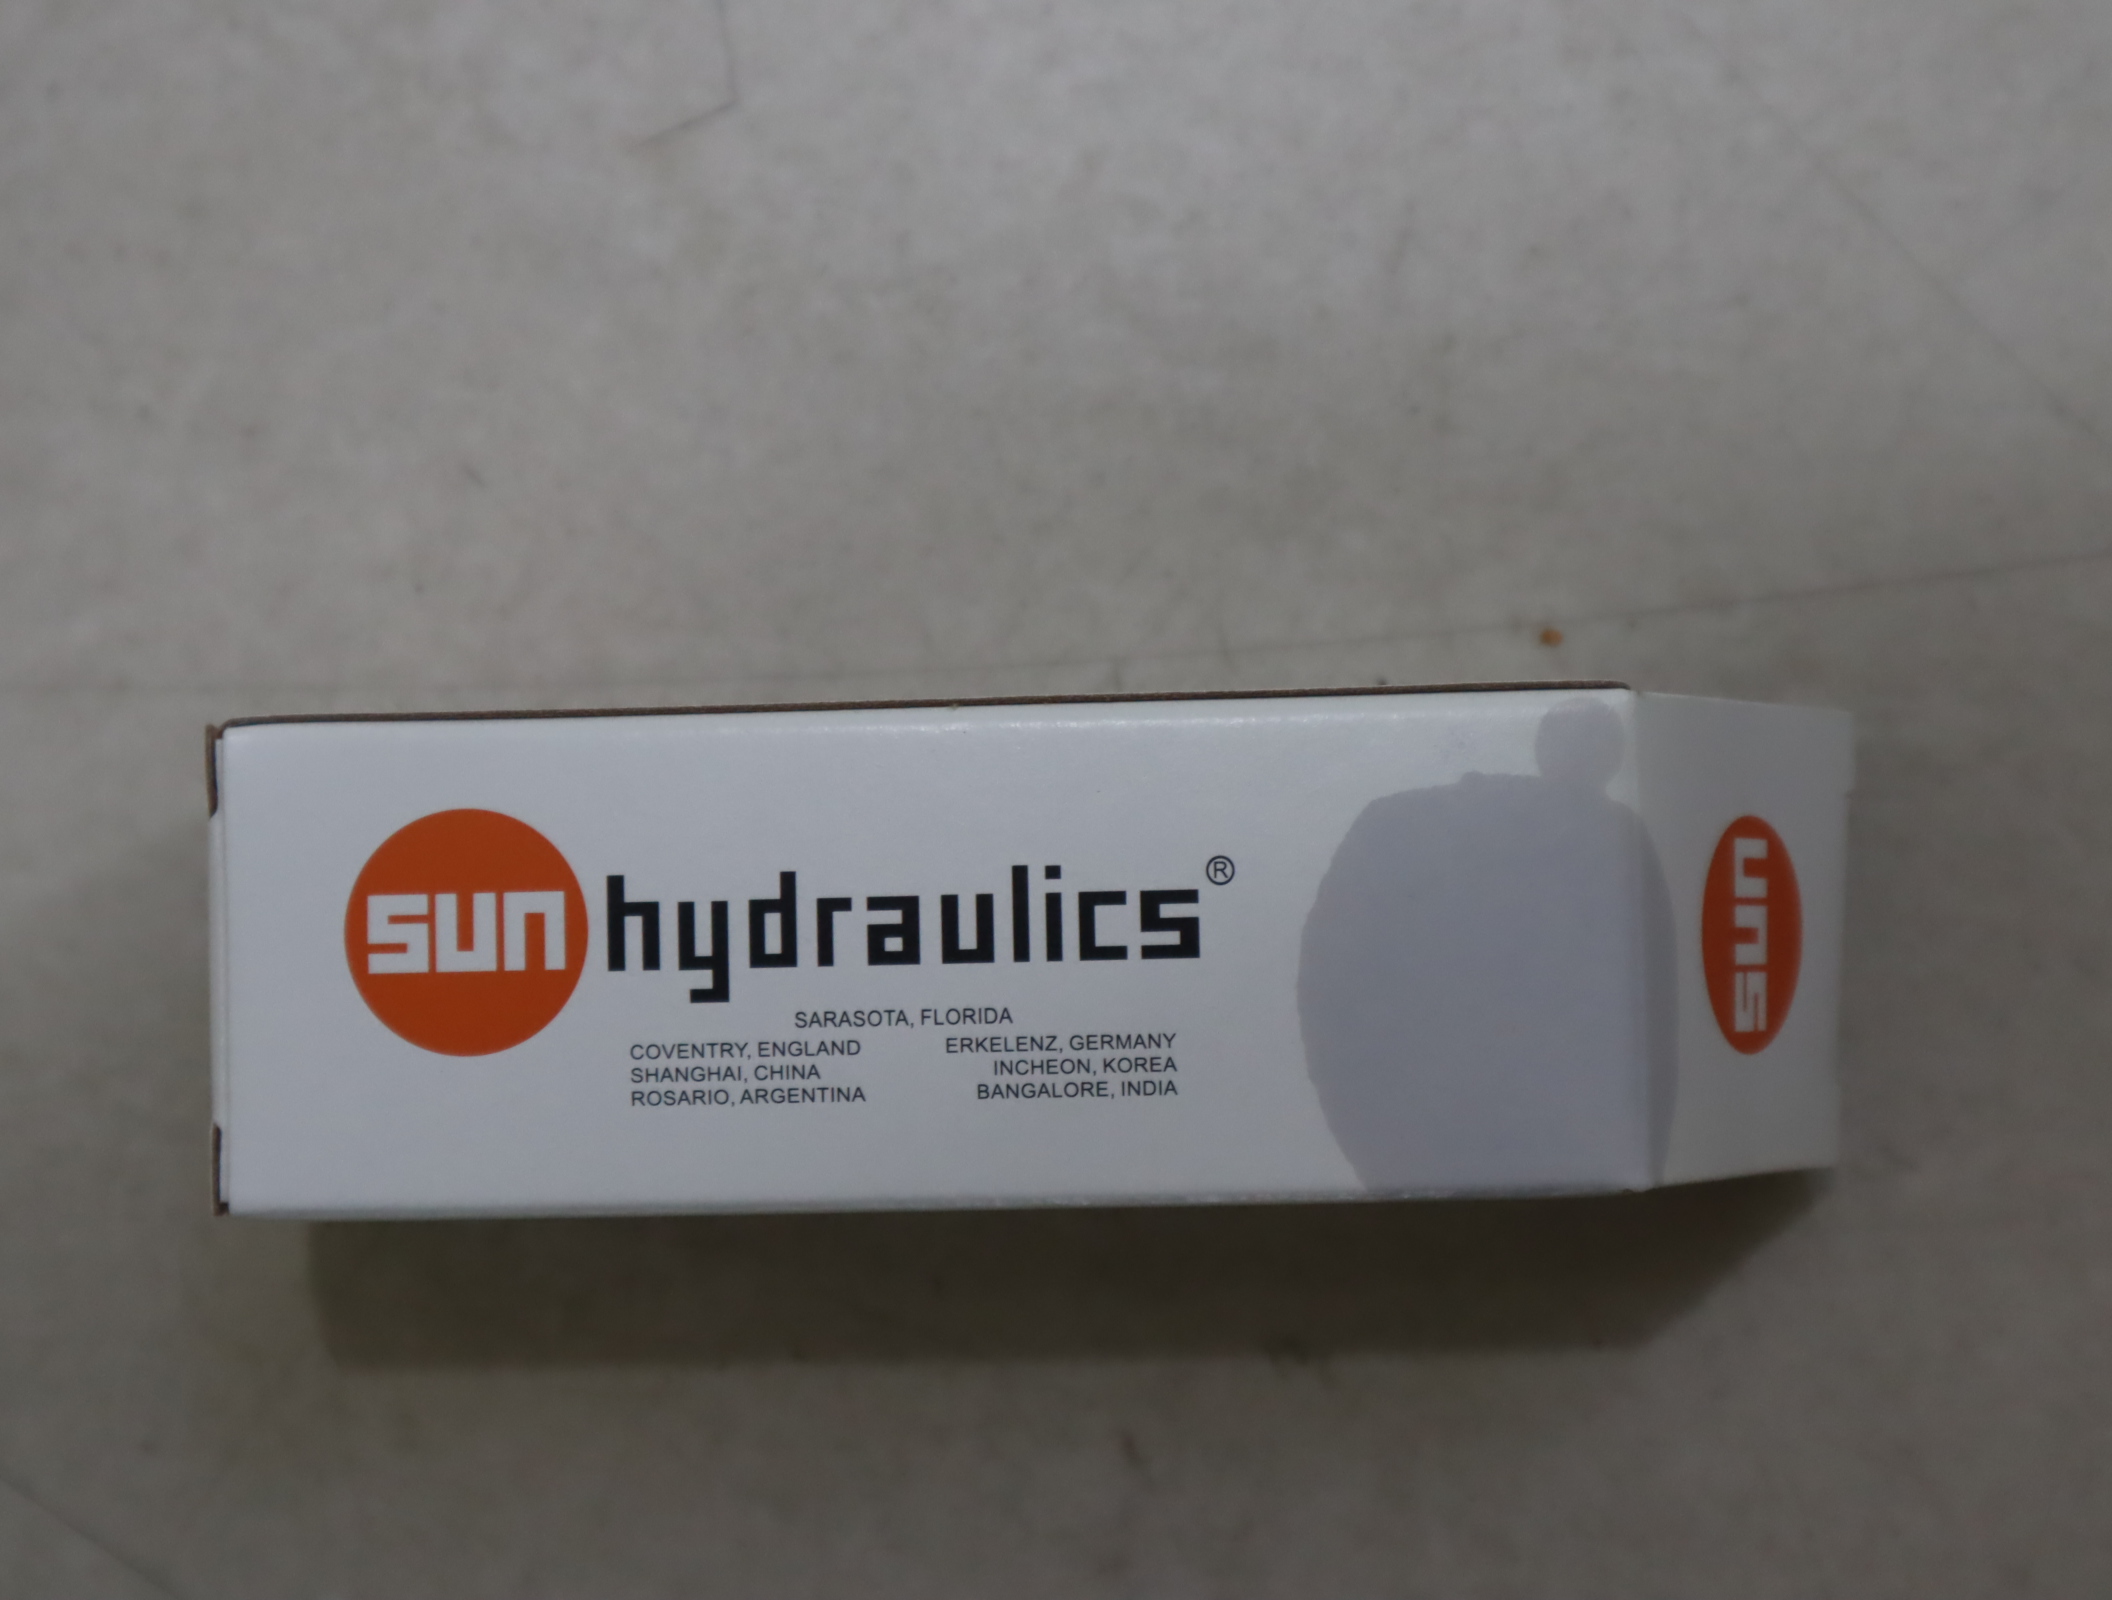 sun hydraulics®
SARASOTA, FLORIDA
COVENTRY, ENGLAND ERKELENZ, GERMANY
SHANGHAI, CHINA INCHEON, KOREA
ROSARIO, ARGENTINA BANGALORE, INDIA
sun